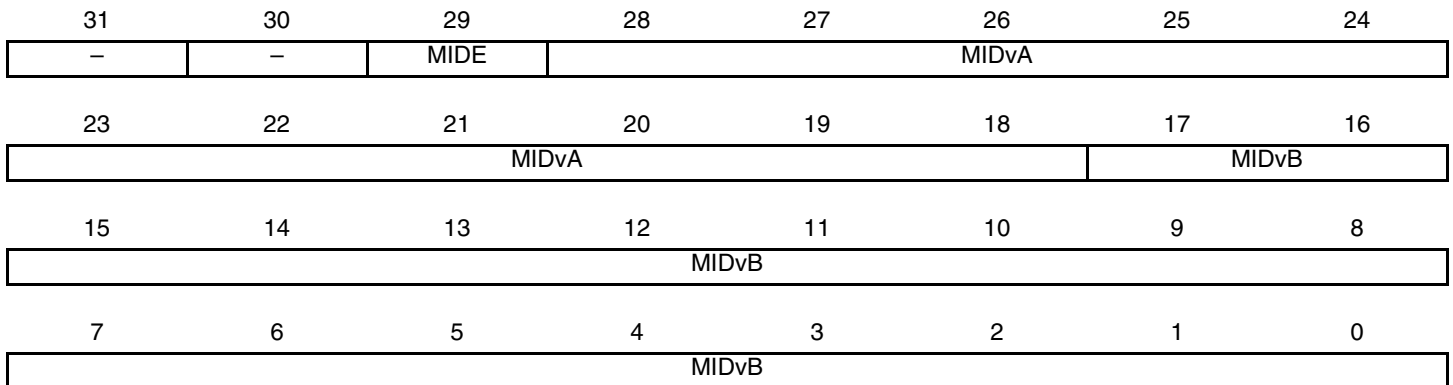 31 30 29 28 27 26 25 24
– – MIDE MIDvA
23 22 21 20 19 18 17 16
MIDvA MIDvB
15 14 13 12 11 10 9 8
MIDvB
7 6 5 4 3 2 1 0
MIDvB